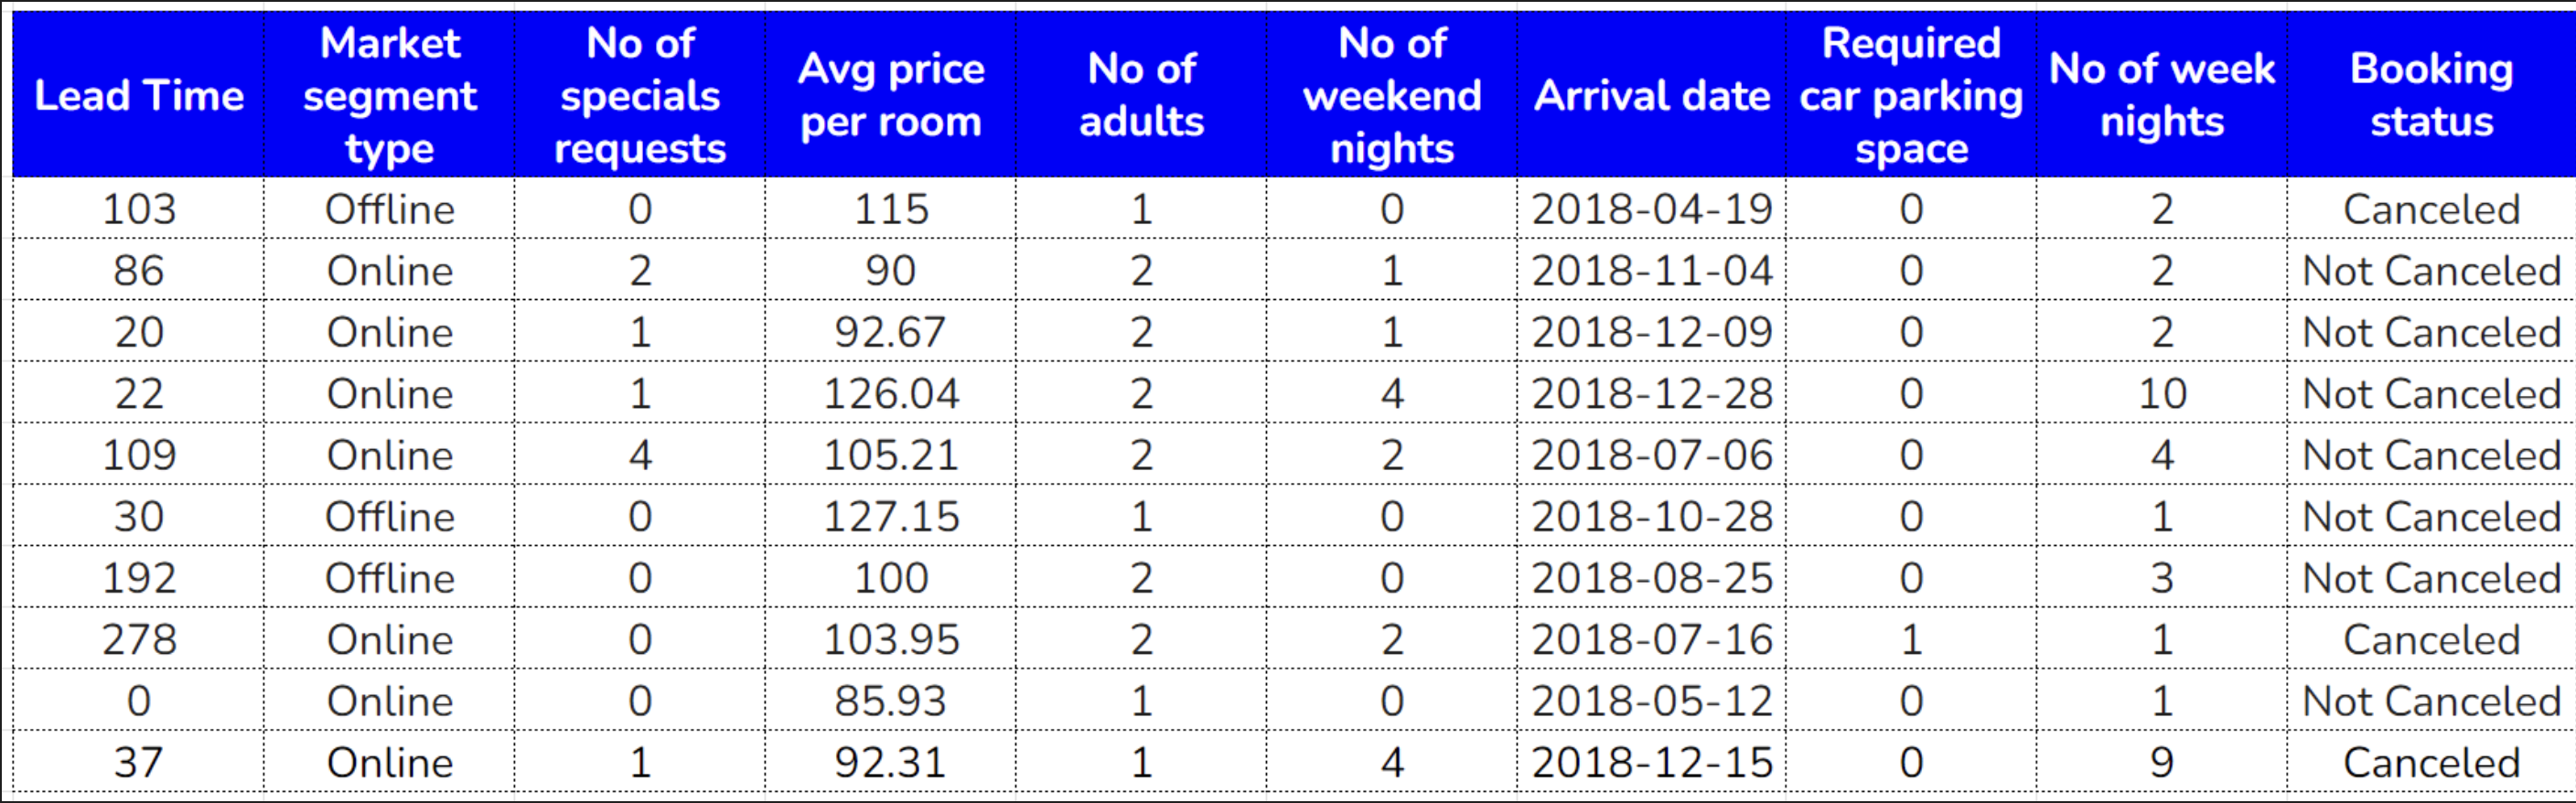 Lead Time Market segment type No of specials requests Avg price per room No of adults No of weekend nights Arrival date Required car parking space No of week nights Booking status
103 Offline 0 115 1 0 2018-04-19 0 2 Canceled
86 Online 2 90 2 1 2018-11-04 0 2 Not Canceled
20 Online 1 92.67 2 1 2018-12-09 0 2 Not Canceled
22 Online 1 126.04 2 4 2018-12-28 0 10 Not Canceled
109 Online 4 105.21 2 2 2018-07-06 0 4 Not Canceled
30 Offline 0 127.15 1 0 2018-10-28 0 1 Not Canceled
192 Offline 0 100 2 0 2018-08-25 0 3 Not Canceled
278 Online 0 103.95 2 2 2018-07-16 1 1 Canceled
0 Online 0 85.93 1 0 2018-05-12 0 1 Not Canceled
37 Online 1 92.31 1 4 2018-12-15 0 9 Canceled